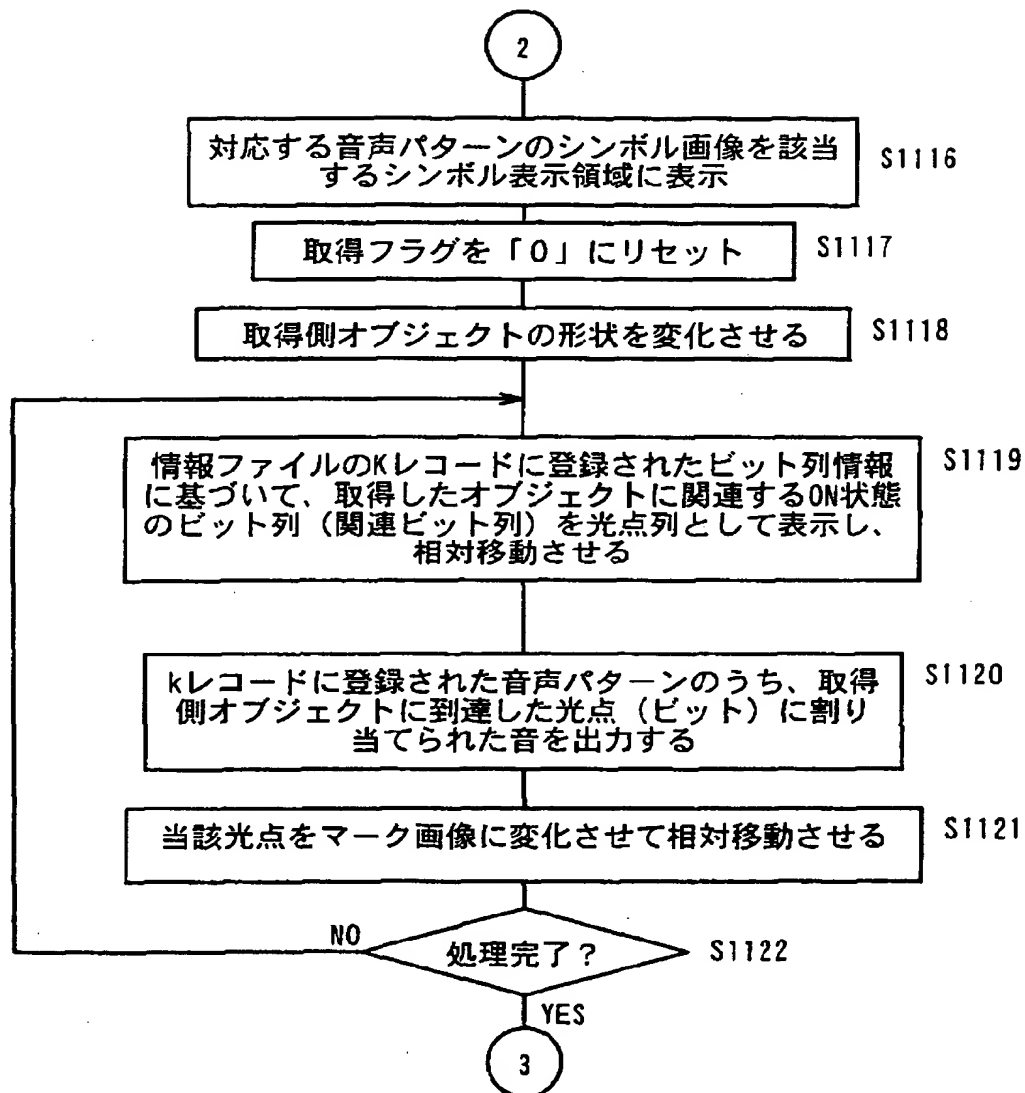 2
対応する音声パターンのシンボル画像を該当
するシンボル表示領域に表示
S1116
取得フラグを「0」にリセット
S1117
取得側オブジェクトの形状を変化させる
S1118
情報ファイルのKレコードに登録されたビット列情報
に基づいて、取得したオブジェクトに関連するON状態
のビット列（関連ビット列）を光点列として表示し、
相対移動させる
S1119
kレコードに登録された音声パターンのうち、取得
側オブジェクトに到達した光点（ビット）に割り
当てられた音を出力する
S1120
当該光点をマーク画像に変化させて相対移動させる
S1121
NO
処理完了？
S1122
YES
3